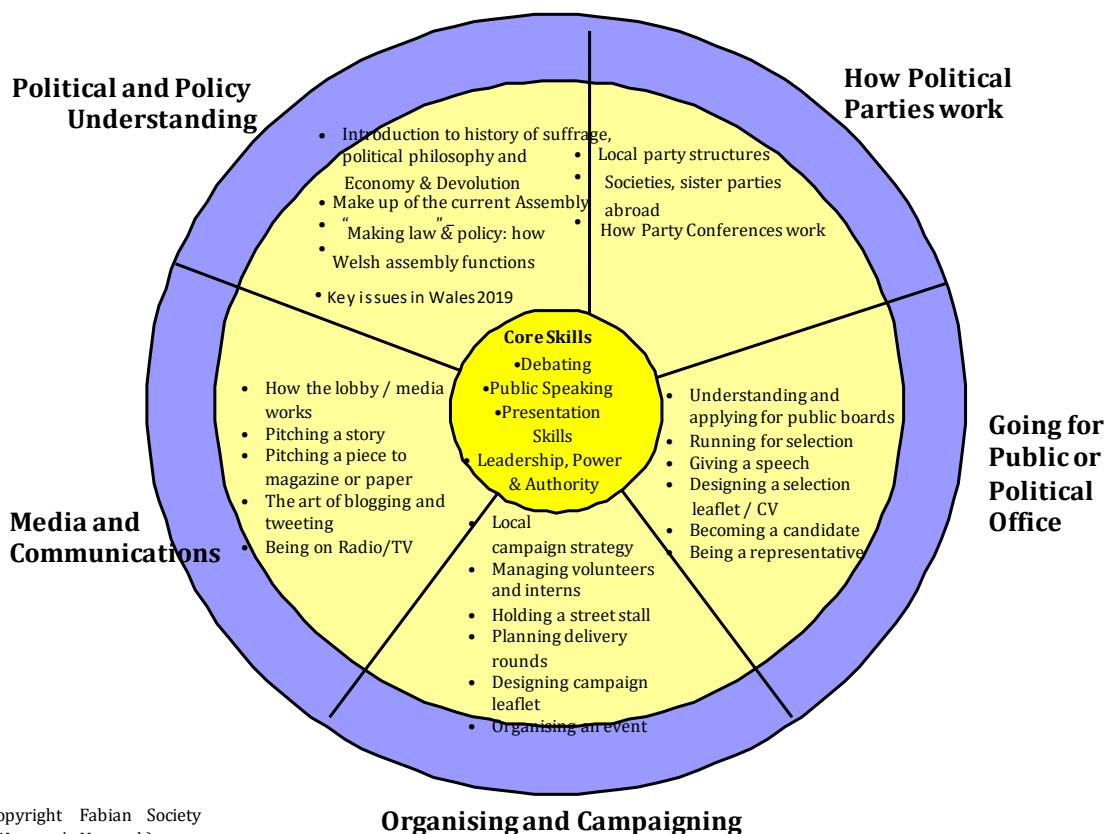 Political and Policy
Understanding
How Political
Parties work
• Introduction to history of suffrage,
political philosophy and
Economy & Devolution
• Make up of the current Assembly
• “Making law” & policy: how
• Welsh assembly functions
• Key issues in Wales 2019
• Local party structures
• Societies, sister parties
abroad
• How Party Conferences work
Core Skills
•Debating
•Public Speaking
•Presentation
Skills
• Leadership, Power
& Authority
• How the lobby / media
works
• Pitching a story
• Pitching a piece to
magazine or paper
• The art of blogging and
tweeting
• Being on Radio/TV
• Understanding and
applying for public boards
• Running for selection
• Giving a speech
• Designing a selection
leaflet / CV
• Becoming a candidate
• Being a representative
Going for
Public or
Political
Office
Media and
Communications
• Local
campaign strategy
• Managing volunteers
and interns
• Holding a street stall
• Planning delivery
rounds
• Designing campaign
leaflet
• Organising an event
opyright Fabian Society
Organising and Campaigning